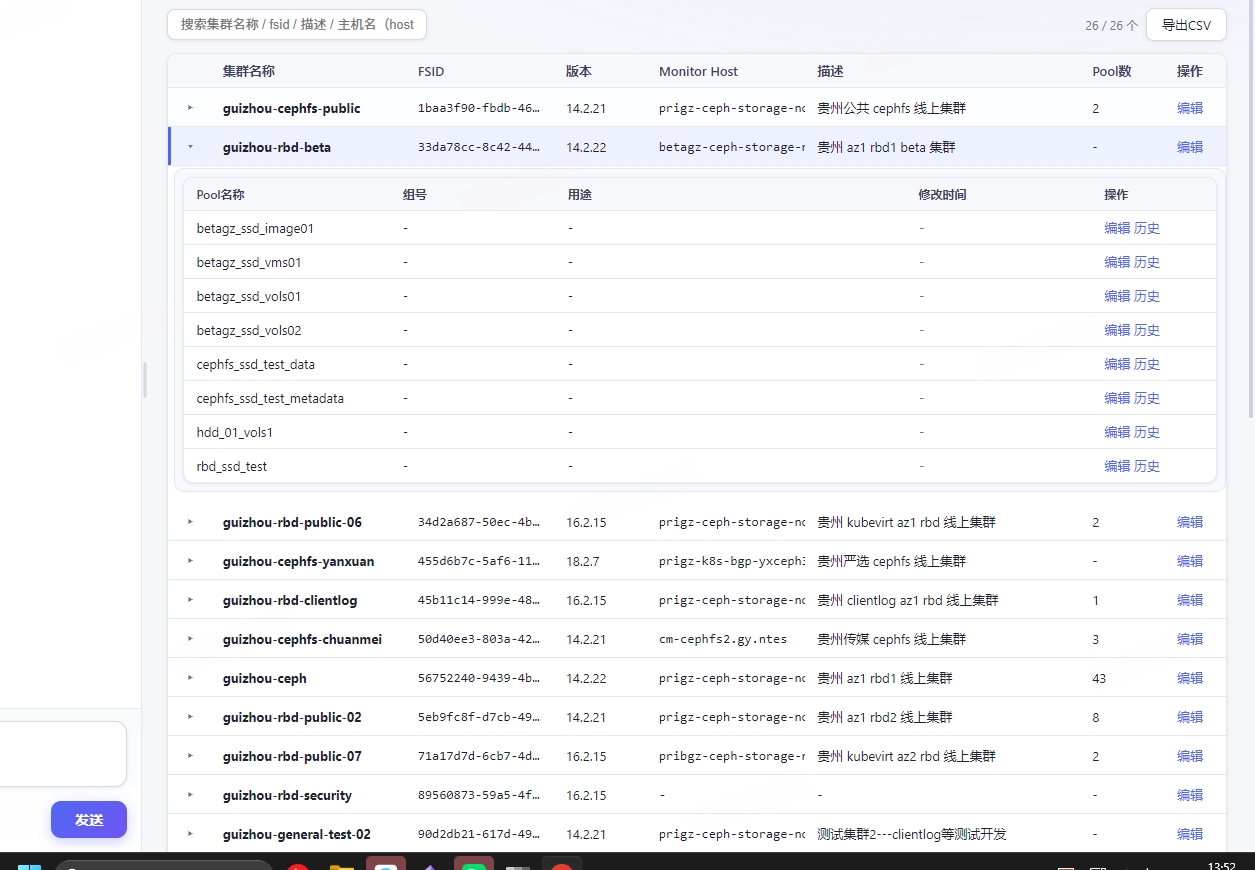 搜索集群名称 / fsid / 描述 / 主机名（host
26 / 26 个
导出CSV
集群名称 FSID 版本 Monitor Host 描述 Pool数 操作
guizhou-cephfs-public 1baa3f90-fbdb-46… 14.2.21 prigz-ceph-storage-nc 贵州公共 cephfs 线上集群 2 编辑
guizhou-rbd-beta 33da78cc-8c42-44… 14.2.22 betagz-ceph-storage-r 贵州 az1 rbd1 beta 集群 - 编辑
Pool名称 组号 用途 修改时间 操作
betagz_ssd_image01 - - - 编辑 历史
betagz_ssd_vms01 - - - 编辑 历史
betagz_ssd_vols01 - - - 编辑 历史
betagz_ssd_vols02 - - - 编辑 历史
cephfs_ssd_test_data - - - 编辑 历史
cephfs_ssd_test_metadata - - - 编辑 历史
hdd_01_vols1 - - - 编辑 历史
rbd_ssd_test - - - 编辑 历史
guizhou-rbd-public-06 34d2a687-50ec-4b… 16.2.15 prigz-ceph-storage-nc 贵州 kubevirt az1 rbd 线上集群 2 编辑
guizhou-cephfs-yanxuan 455d6b7c-5af6-11… 18.2.7 prigz-k8s-bgp-yxceph3 贵州严选 cephfs 线上集群 - 编辑
guizhou-rbd-clientlog 45b11c14-999e-48… 16.2.15 prigz-ceph-storage-nc 贵州 clientlog az1 rbd 线上集群 1 编辑
guizhou-cephfs-chuanmei 50d40ee3-803a-42… 14.2.21 cm-cephfs2.gy.ntes 贵州传媒 cephfs 线上集群 3 编辑
guizhou-ceph 56752240-9439-4b… 14.2.22 prigz-ceph-storage-nc 贵州 az1 rbd1 线上集群 43 编辑
guizhou-rbd-public-02 5eb9fc8f-d7cb-49… 14.2.21 prigz-ceph-storage-nc 贵州 az1 rbd2 线上集群 8 编辑
guizhou-rbd-public-07 71a17d7d-6cb7-4d… 16.2.15 pribgz-ceph-storage-r 贵州 kubevirt az2 rbd 线上集群 2 编辑
guizhou-rbd-security 89560873-59a5-4f… 16.2.15 - - - 编辑
发送
guizhou-general-test-02 90d2db21-617d-49… 14.2.21 prigz-ceph-storage-nc 测试集群2---clientlog等测试开发 - 编辑
13:52